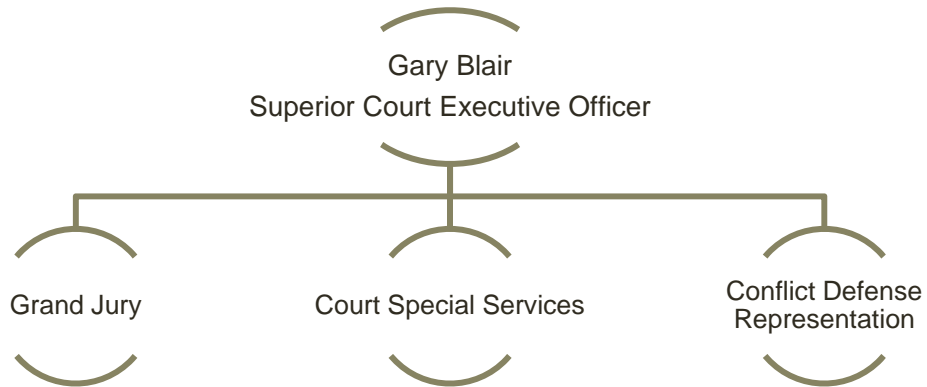 Gary Blair
Superior Court Executive Officer
Grand Jury
Court Special Services
Conflict Defense
Representation